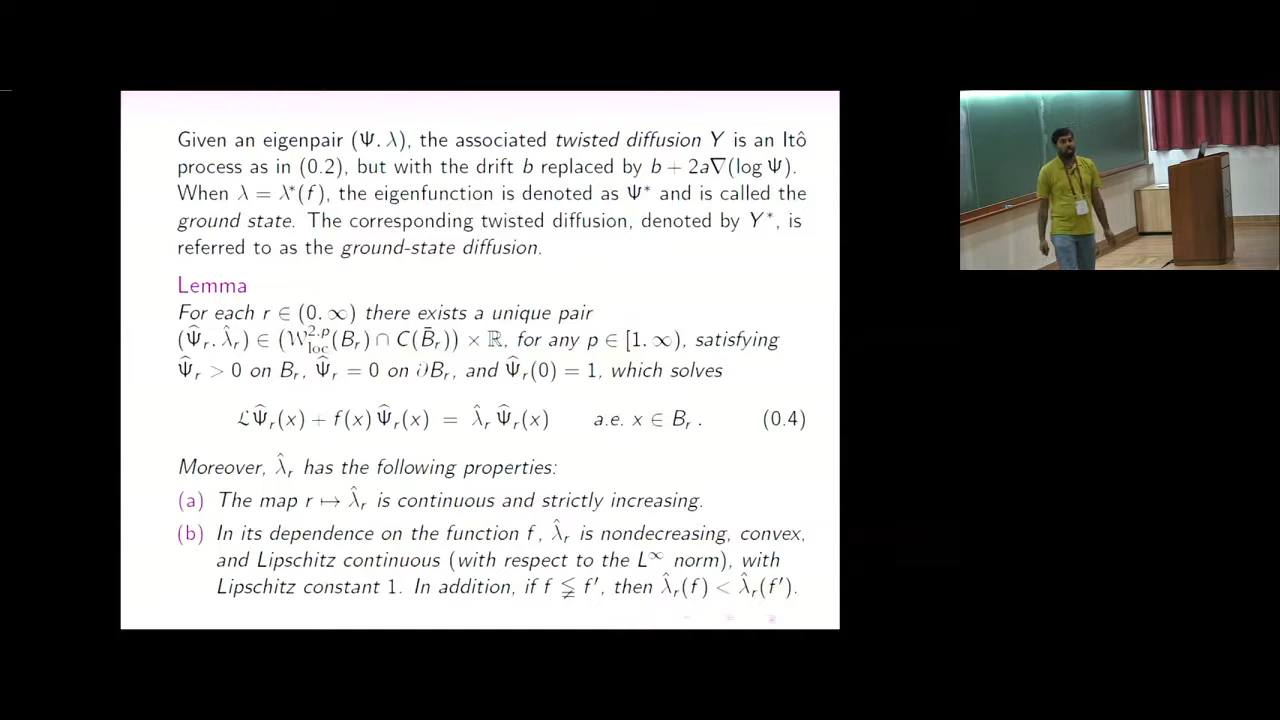 Given an eigenpair (Ψ, λ), the associated twisted diffusion Y is an Itô
process as in (0.2), but with the drift b replaced by b + 2a∇(log Ψ).
When λ = λ*(f), the eigenfunction is denoted as Ψ* and is called the
ground state. The corresponding twisted diffusion, denoted by Y*, is
referred to as the ground-state diffusion.
Lemma
For each r ∈ (0, ∞) there exists a unique pair
(Ψ̂_r, λ̂_r) ∈ (W^{2,p}_{loc}(B_r) ∩ C(B̄_r)) × ℝ, for any p ∈ [1, ∞), satisfying
Ψ̂_r > 0 on B_r, Ψ̂_r = 0 on ∂B_r, and Ψ̂_r(0) = 1, which solves
ℒΨ̂_r(x) + f(x) Ψ̂_r(x) = λ̂_r Ψ̂_r(x) a.e. x ∈ B_r . (0.4)
Moreover, λ̂_r has the following properties:
(a) The map r ↦ λ̂_r is continuous and strictly increasing.
(b) In its dependence on the function f, λ̂_r is nondecreasing, convex,
and Lipschitz continuous (with respect to the L^∞ norm), with
Lipschitz constant 1. In addition, if f ⪇ f′, then λ̂_r(f) < λ̂_r(f′).